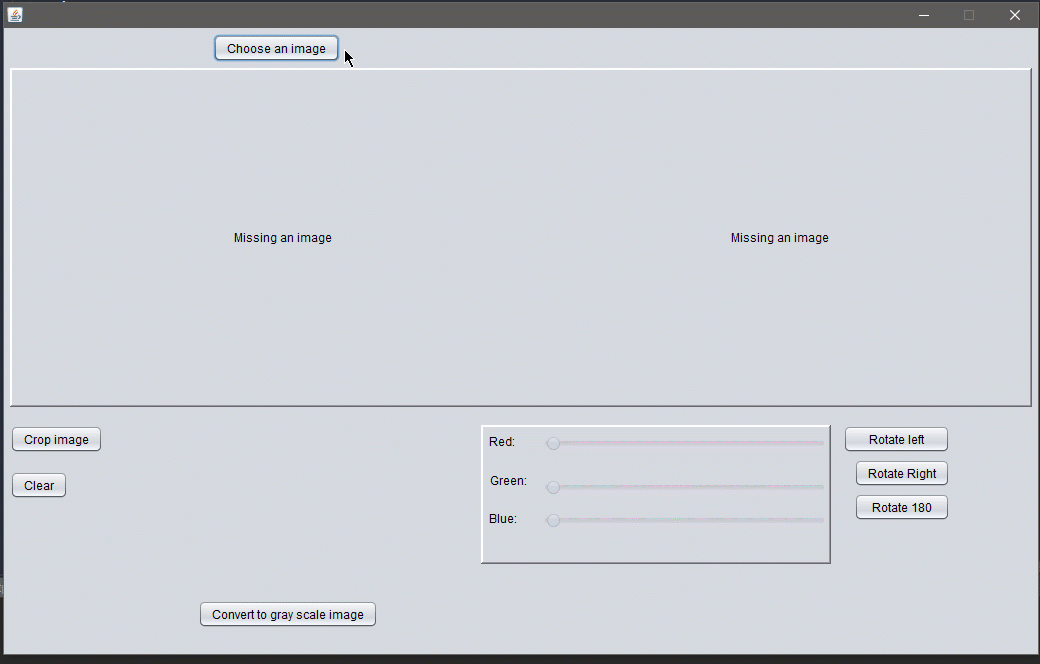 Choose an image
Missing an image
Missing an image
Crop image
Clear
Red:
Green:
Blue:
Rotate left
Rotate Right
Rotate 180
Convert to gray scale image